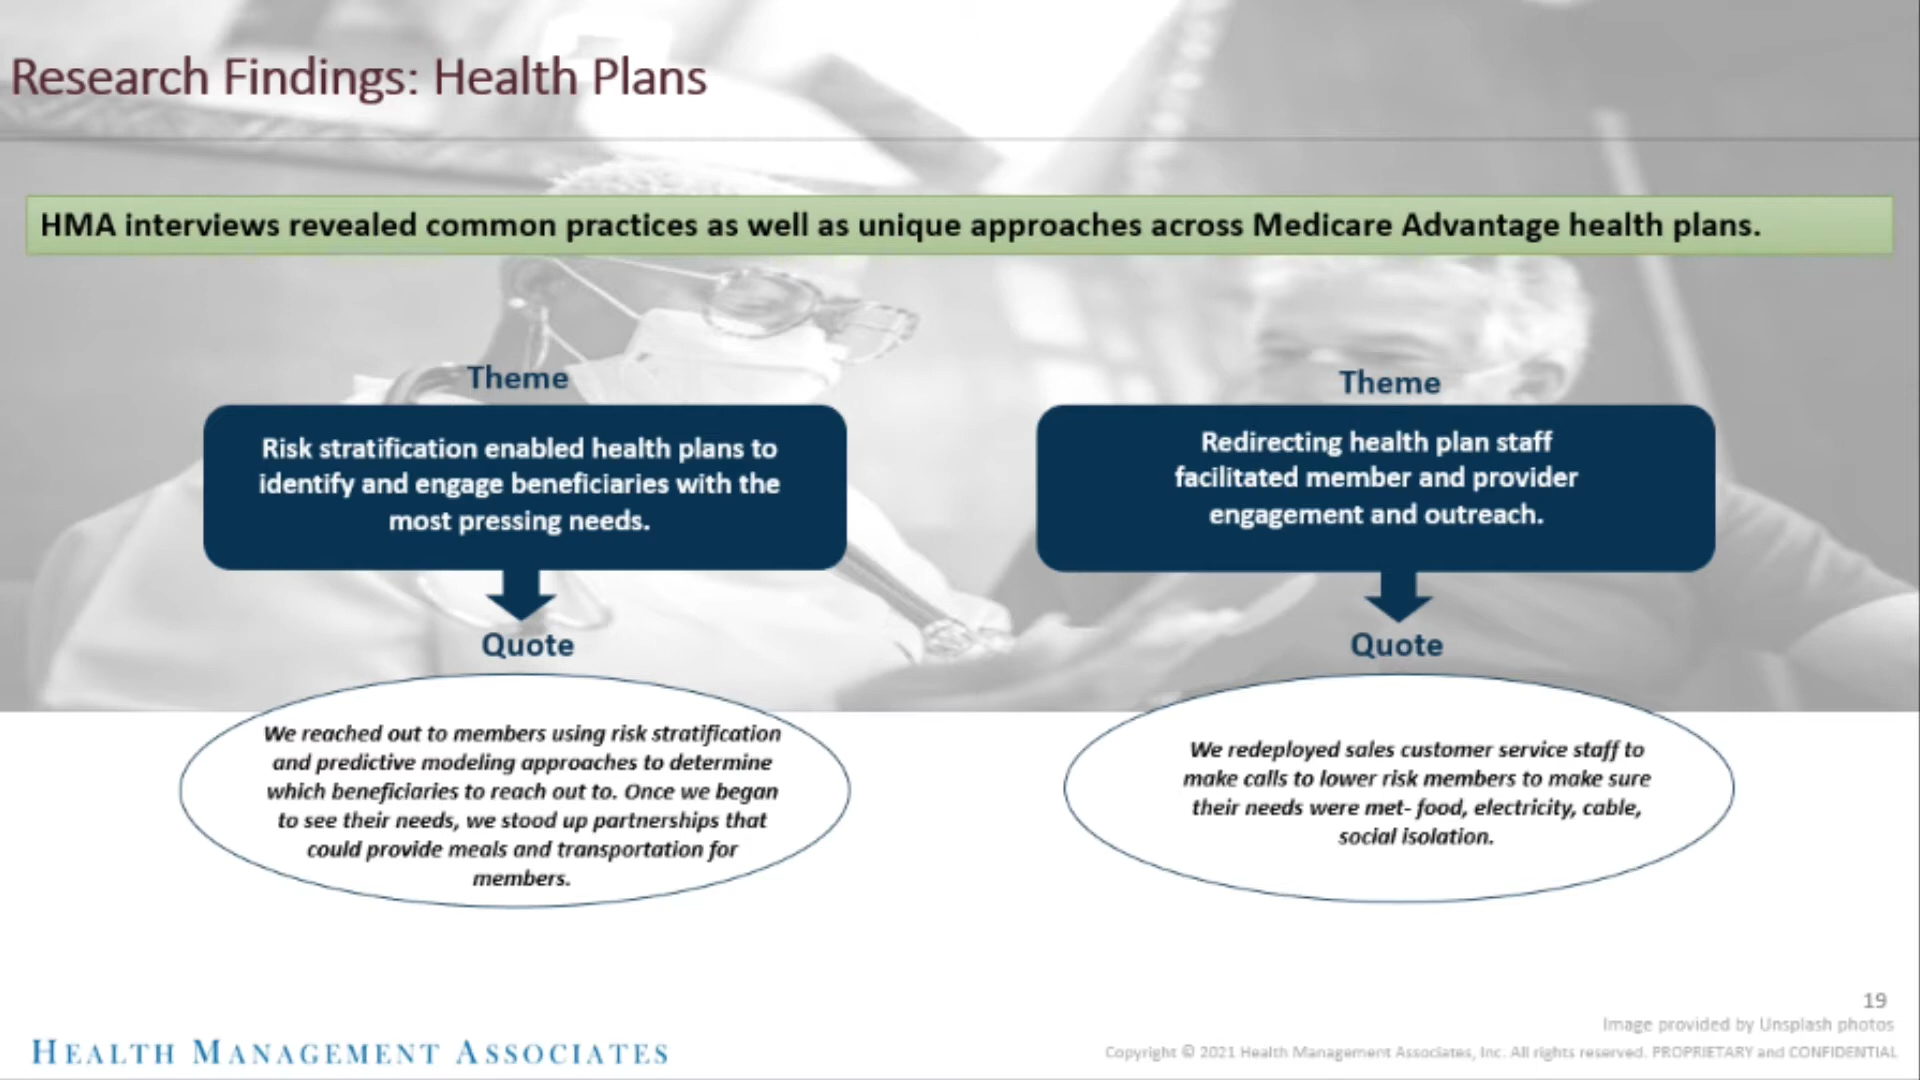 Research Findings: Health Plans
HMA interviews revealed common practices as well as unique approaches across Medicare Advantage health plans.
Theme
Risk stratification enabled health plans to
identify and engage beneficiaries with the
most pressing needs.
Quote
We reached out to members using risk stratification
and predictive modeling approaches to determine
which beneficiaries to reach out to. Once we began
to see their needs, we stood up partnerships that
could provide meals and transportation for
members.
Theme
Redirecting health plan staff
facilitated member and provider
engagement and outreach.
Quote
We redeployed sales customer service staff to
make calls to lower risk members to make sure
their needs were met- food, electricity, cable,
social isolation.
19
Image provided by Unsplash photos
HEALTH MANAGEMENT ASSOCIATES
Copyright © 2021 Health Management Associates, Inc. All rights reserved. PROPRIETARY and CONFIDENTIAL